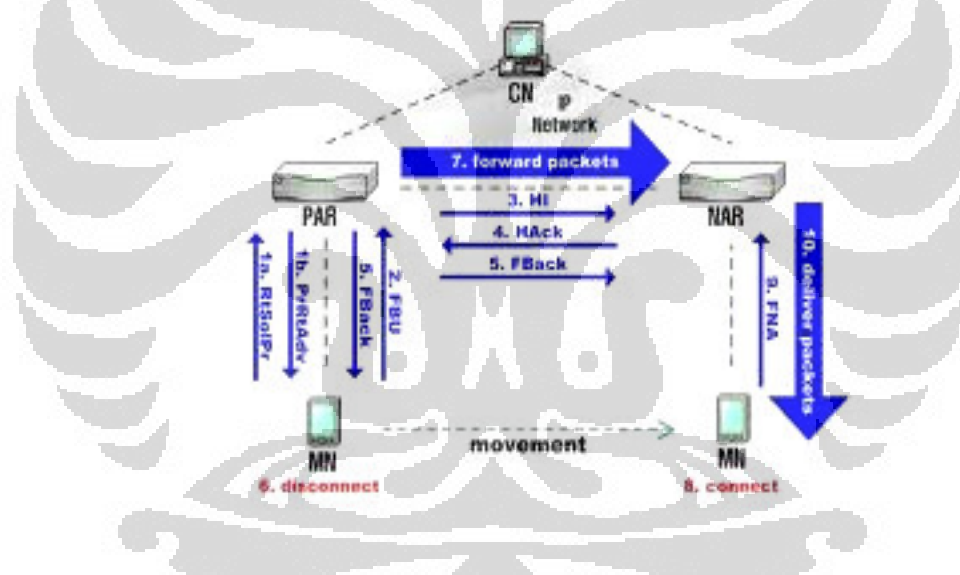 CN
IP
Network
7. forward packets
PAR
NAR
3. HI
4. HAck
5. FBack
1a. RtSolPr
1b. PrRtAdv
5. FBack
2. FBU
9. FNA
10. deliver packets
movement
MN
MN
6. disconnect
8. connect